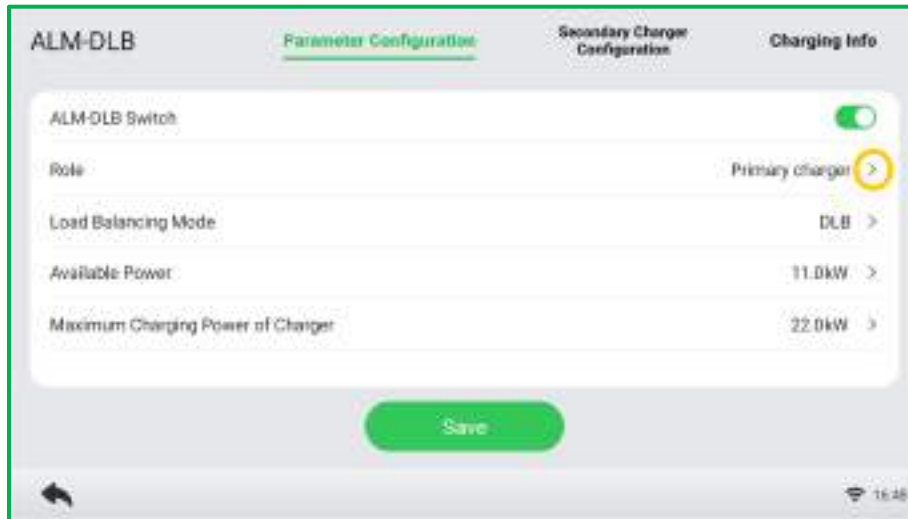 ALM-DLB
Parameter Configuration
Secondary Charger
Configuration
Charging Info
ALM-DLB Switch
Role
Primary charger >
Load Balancing Mode
DLB >
Available Power
11.0kW >
Maximum Charging Power of Charger
22.0kW >
Save
16:48